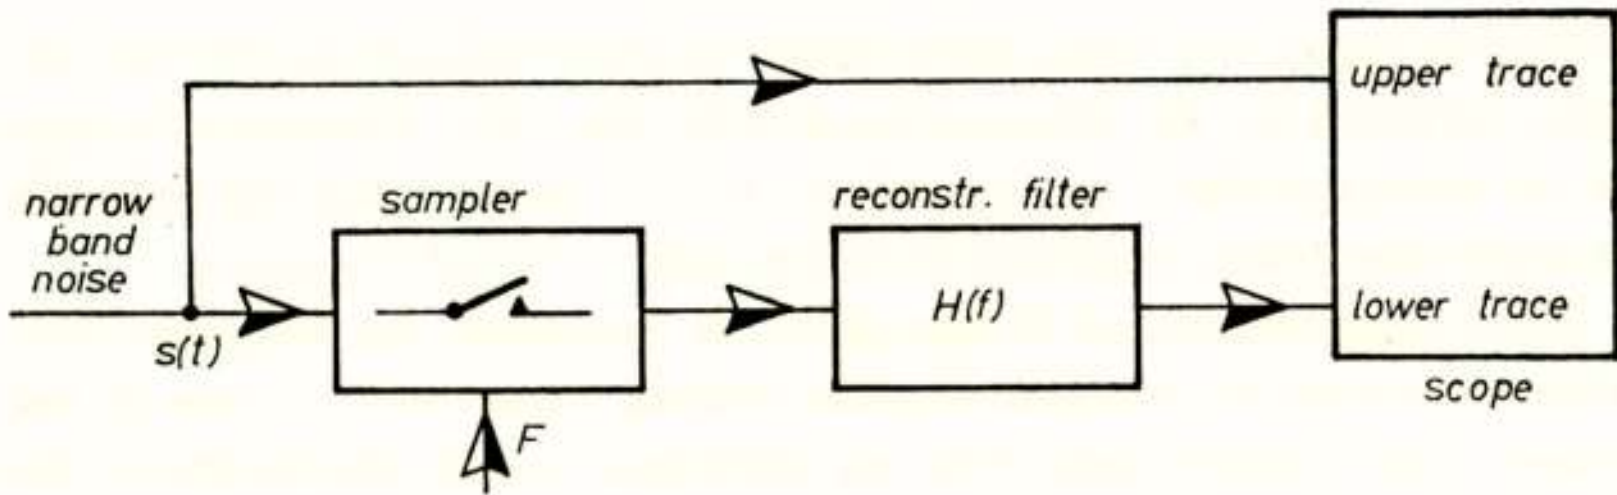 upper trace
narrow
band
noise
sampler
reconstr. filter
H(f)
lower trace
s(t)
scope
F